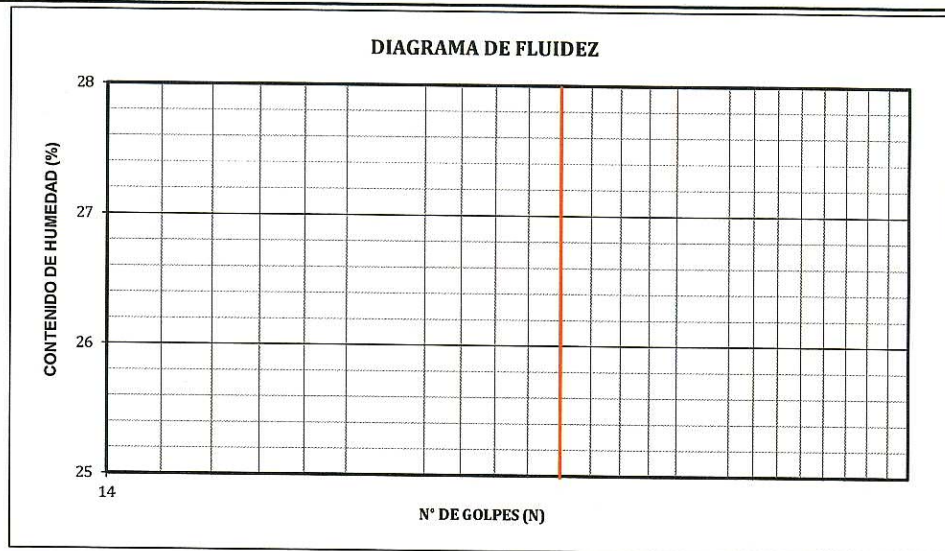 DIAGRAMA DE FLUIDEZ
CONTENIDO DE HUMEDAD (%)
28
27
26
25
14
N° DE GOLPES (N)